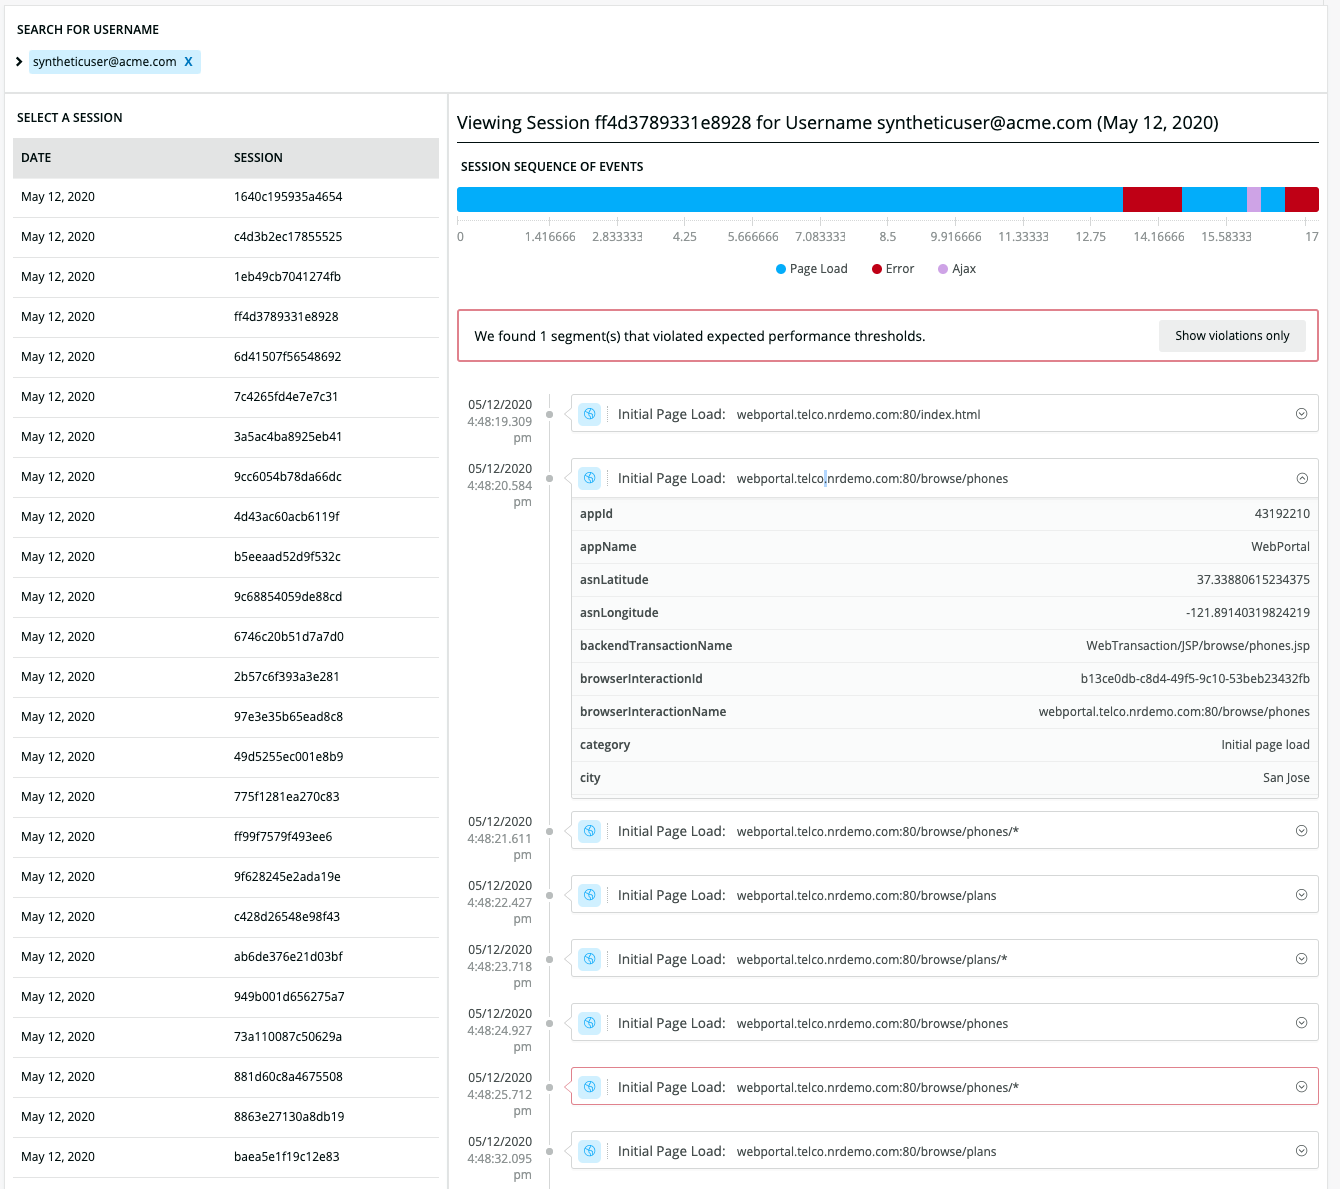 SEARCH FOR USERNAME
syntheticuser@acme.com X
SELECT A SESSION
DATE SESSION
May 12, 2020 1640c195935a4654
May 12, 2020 c4d3b2ec17855525
May 12, 2020 1eb49cb7041274fb
May 12, 2020 ff4d3789331e8928
May 12, 2020 6d41507f56548692
May 12, 2020 7c4265fd4e7e7c31
May 12, 2020 3a5ac4ba8925eb41
May 12, 2020 9cc6054b78da66dc
May 12, 2020 4d43ac60acb6119f
May 12, 2020 b5eeaad52d9f532c
May 12, 2020 9c68854059de88cd
May 12, 2020 6746c20b51d7a7d0
May 12, 2020 2b57c6f393a3e281
May 12, 2020 97e3e35b65ead8c8
May 12, 2020 49d5255ec001e8b9
May 12, 2020 775f1281ea270c83
May 12, 2020 ff99f7579f493ee6
May 12, 2020 9f628245e2ada19e
May 12, 2020 c428d26548e98f43
May 12, 2020 ab6de376e21d03bf
May 12, 2020 949b001d656275a7
May 12, 2020 73a110087c50629a
May 12, 2020 881d60c8a4675508
May 12, 2020 8863e27130a8db19
May 12, 2020 baea5e1f19c12e83
Viewing Session ff4d3789331e8928 for Username syntheticuser@acme.com (May 12, 2020)
SESSION SEQUENCE OF EVENTS
0 1.416666 2.833333 4.25 5.666666 7.083333 8.5 9.916666 11.33333 12.75 14.16666 15.58333 17
Page Load Error Ajax
We found 1 segment(s) that violated expected performance thresholds. Show violations only
05/12/2020
4:48:19.309
pm
Initial Page Load: webportal.telco.nrdemo.com:80/index.html
05/12/2020
4:48:20.584
pm
Initial Page Load: webportal.telco.nrdemo.com:80/browse/phones
appId 43192210
appName WebPortal
asnLatitude 37.33880615234375
asnLongitude -121.89140319824219
backendTransactionName WebTransaction/JSP/browse/phones.jsp
browserInteractionId b13ce0db-c8d4-49f5-9c10-53beb23432fb
browserInteractionName webportal.telco.nrdemo.com:80/browse/phones
category Initial page load
city San Jose
05/12/2020
4:48:21.611
pm
Initial Page Load: webportal.telco.nrdemo.com:80/browse/phones/*
05/12/2020
4:48:22.427
pm
Initial Page Load: webportal.telco.nrdemo.com:80/browse/plans
05/12/2020
4:48:23.718
pm
Initial Page Load: webportal.telco.nrdemo.com:80/browse/plans/*
05/12/2020
4:48:24.927
pm
Initial Page Load: webportal.telco.nrdemo.com:80/browse/phones
05/12/2020
4:48:25.712
pm
Initial Page Load: webportal.telco.nrdemo.com:80/browse/phones/*
05/12/2020
4:48:32.095
pm
Initial Page Load: webportal.telco.nrdemo.com:80/browse/plans